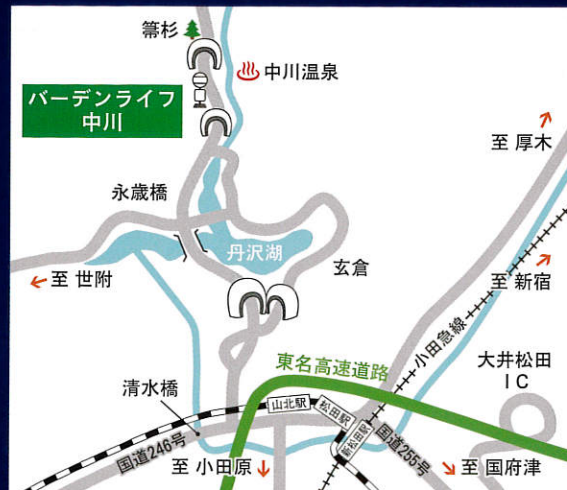 箒杉
中川温泉
バーデンライフ
中川
至 厚木
永歳橋
丹沢湖
玄倉
至 世附
至 新宿
小田急線
大井松田
IC
東名高速道路
清水橋
山北駅
松田駅
新松田駅
国道246号
国道255号
至 小田原
至 国府津